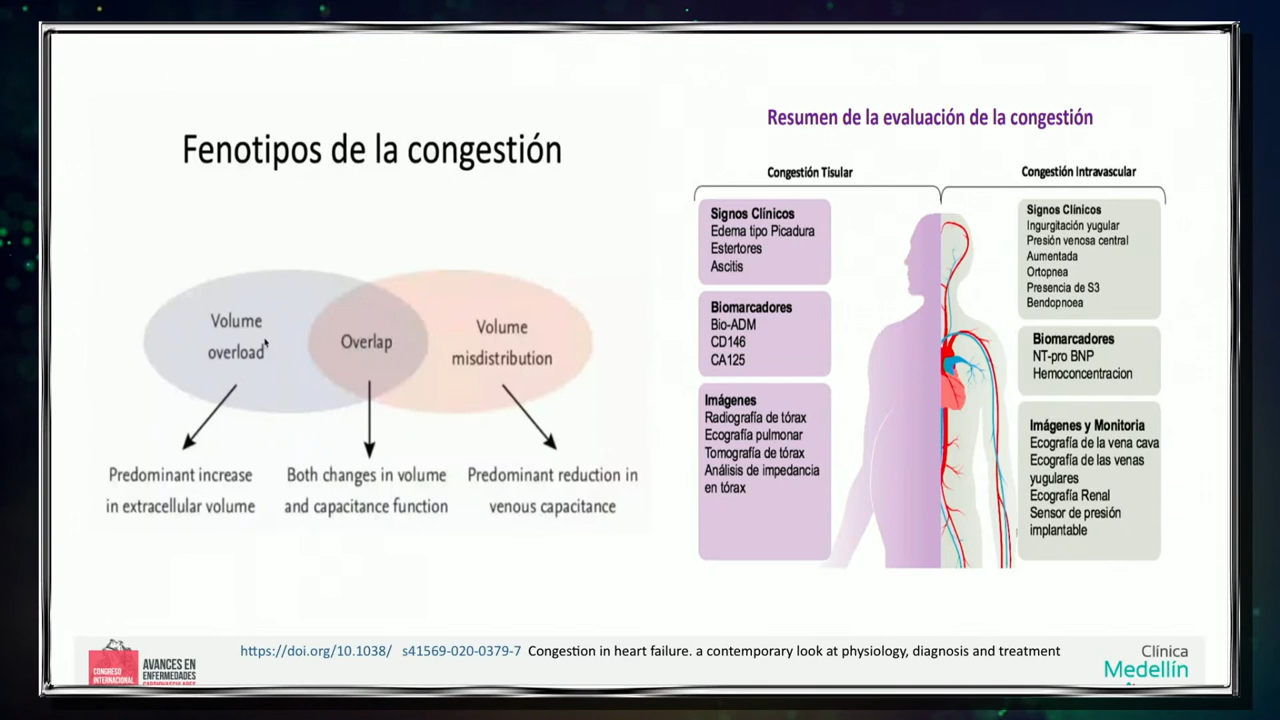 Fenotipos de la congestión
Volume
overload
Overlap
Volume
misdistribution
Predominant increase
in extracellular volume
Both changes in volume
and capacitance function
Predominant reduction in
venous capacitance
Resumen de la evaluación de la congestión
Congestión Tisular
Signos Clínicos
Edema tipo Picadura
Estertores
Ascitis
Biomarcadores
Bio-ADM
CD146
CA125
Imágenes
Radiografía de tórax
Ecografía pulmonar
Tomografía de tórax
Análisis de impedancia
en tórax
Congestión Intravascular
Signos Clínicos
Ingurgitación yugular
Presión venosa central
Aumentada
Ortopnea
Presencia de S3
Bendopnoea
Biomarcadores
NT-pro BNP
Hemoconcentracion
Imágenes y Monitoria
Ecografía de la vena cava
Ecografía de las venas
yugulares
Ecografía Renal
Sensor de presión
implantable
CONGRESO
INTERNACIONAL
AVANCES EN
ENFERMEDADES
CARDIOVASCULARES
https://doi.org/10.1038/ s41569-020-0379-7 Congestion in heart failure. a contemporary look at physiology, diagnosis and treatment
Clínica
Medellín